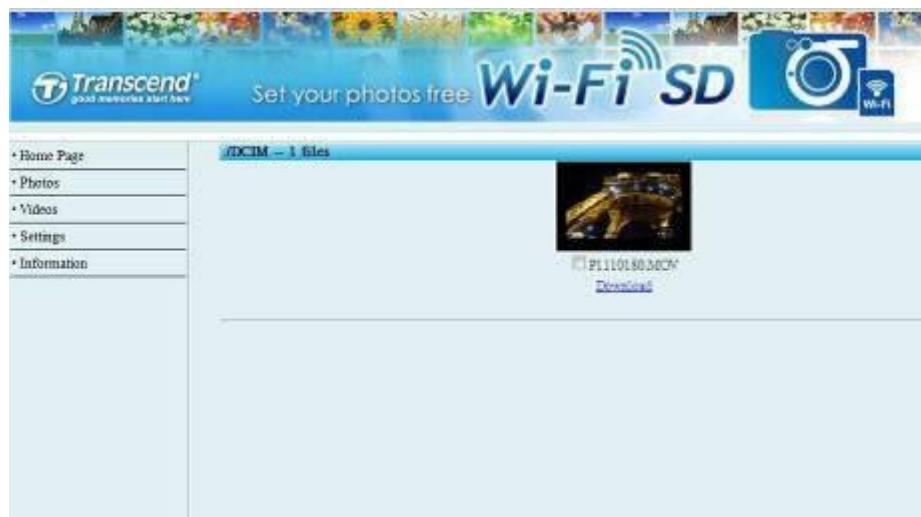 Transcend®
good memories start here
Set your photos free Wi-Fi SD
Wi-Fi
• Home Page
• Photos
• Videos
• Settings
• Information
/DCIM -- 1 files
P1110180.MOV
Download